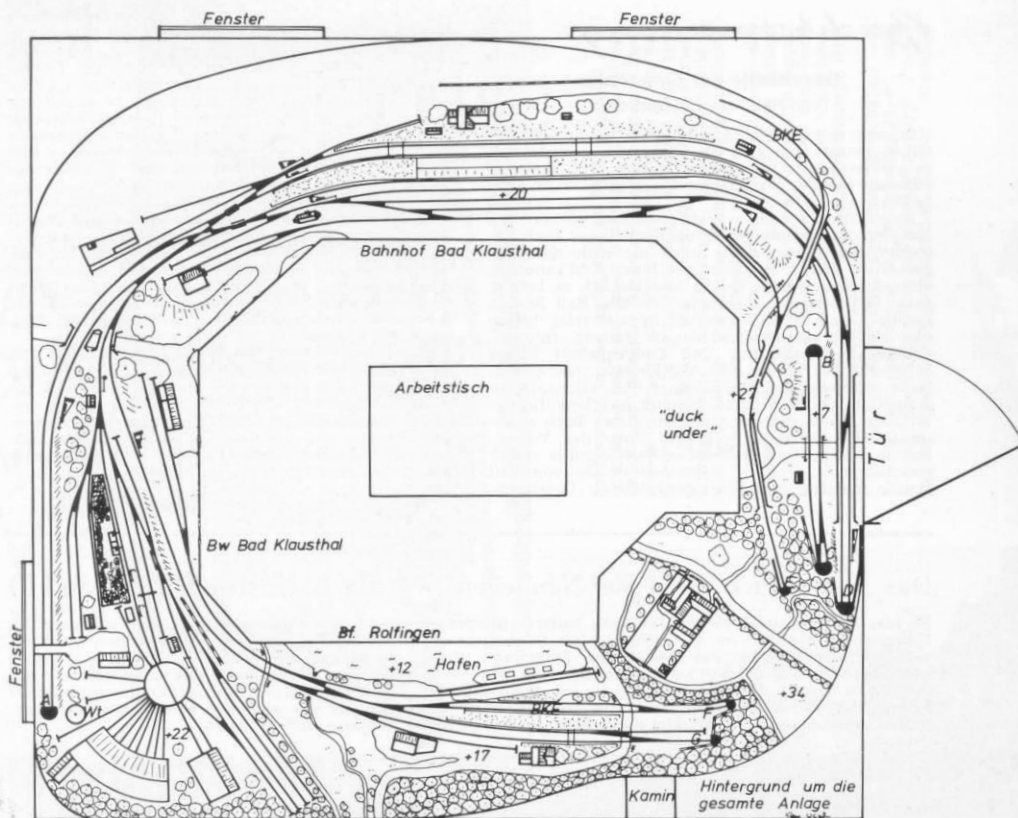 Fenster
Fenster
BKE
+20
Bahnhof Bad Klausthal
Arbeitstisch
"duck
under"
+27
B
+7
Tür
Bw Bad Klausthal
Bf. Rolfingen
Fenster
+12
Hafen
BKE
+34
Wt
+22
+17
C
D
Kamin
Hintergrund um die
gesamte Anlage